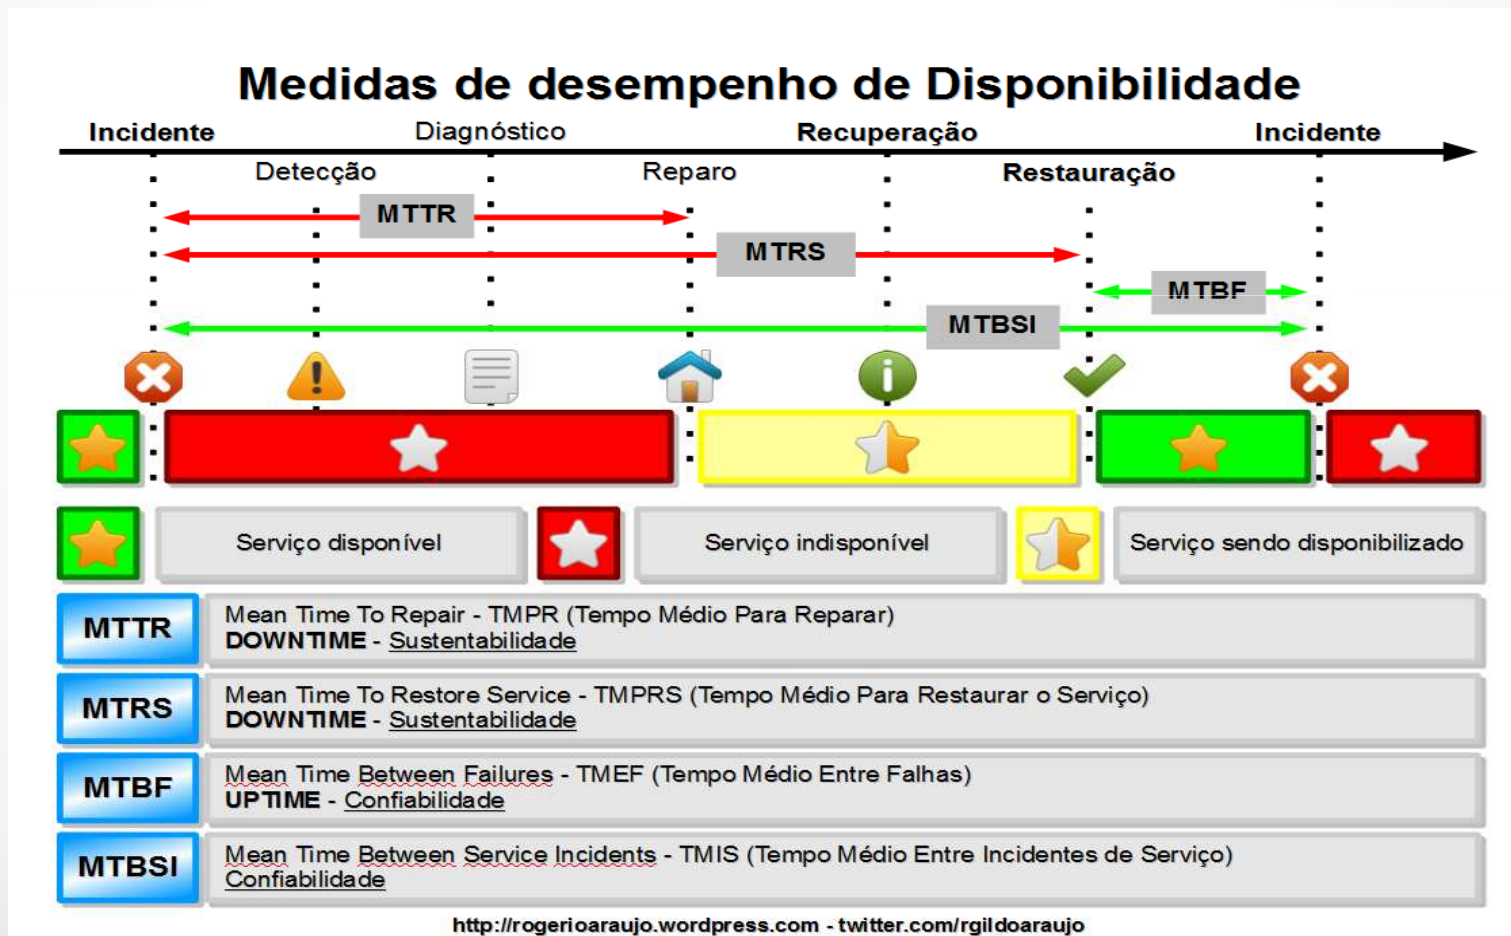 Medidas de desempenho de Disponibilidade
Incidente Diagnóstico Recuperação Incidente
Detecção Reparo Restauração
MTTR
MTRS
MTBF
MTBSI
Serviço disponível Serviço indisponível Serviço sendo disponibilizado
MTTR
Mean Time To Repair - TMPR (Tempo Médio Para Reparar)
DOWNTIME - Sustentabilidade
MTRS
Mean Time To Restore Service - TMPRS (Tempo Médio Para Restaurar o Serviço)
DOWNTIME - Sustentabilidade
MTBF
Mean Time Between Failures - TMEF (Tempo Médio Entre Falhas)
UPTIME - Confiabilidade
MTBSI
Mean Time Between Service Incidents - TMIS (Tempo Médio Entre Incidentes de Serviço)
Confiabilidade
http://rogerioaraujo.wordpress.com - twitter.com/rgildoaraujo